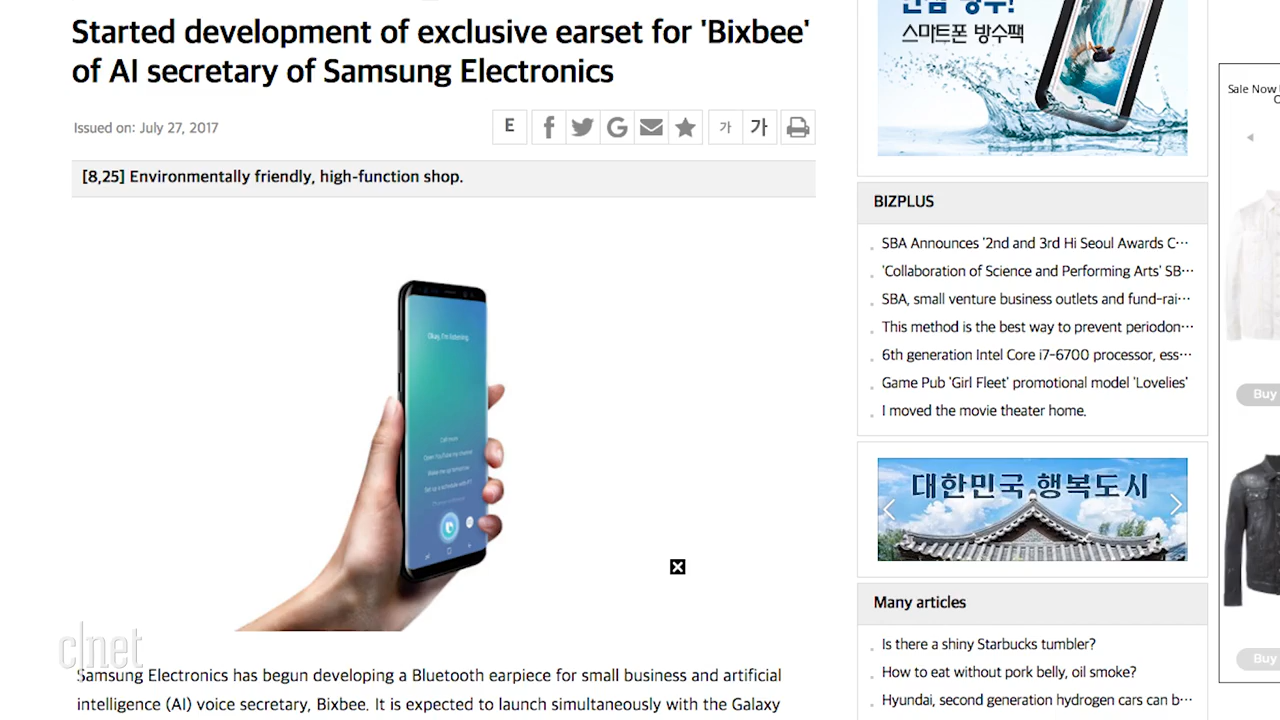 Started development of exclusive earset for 'Bixbee'
of AI secretary of Samsung Electronics
Issued on: July 27, 2017
E
가
가
[8,25] Environmentally friendly, high-function shop.
Okay, I'm listening.
Samsung Electronics has begun developing a Bluetooth earpiece for small business and artificial
intelligence (AI) voice secretary, Bixbee. It is expected to launch simultaneously with the Galaxy
c|net
스마트폰 방수팩
BIZPLUS
SBA Announces '2nd and 3rd Hi Seoul Awards C…
'Collaboration of Science and Performing Arts' SB…
SBA, small venture business outlets and fund-rai…
This method is the best way to prevent periodon…
6th generation Intel Core i7-6700 processor, ess…
Game Pub 'Girl Fleet' promotional model 'Lovelies'
I moved the movie theater home.
대한민국 행복도시
Many articles
Is there a shiny Starbucks tumbler?
How to eat without pork belly, oil smoke?
Hyundai, second generation hydrogen cars can b…
Sale Now
Buy
Buy